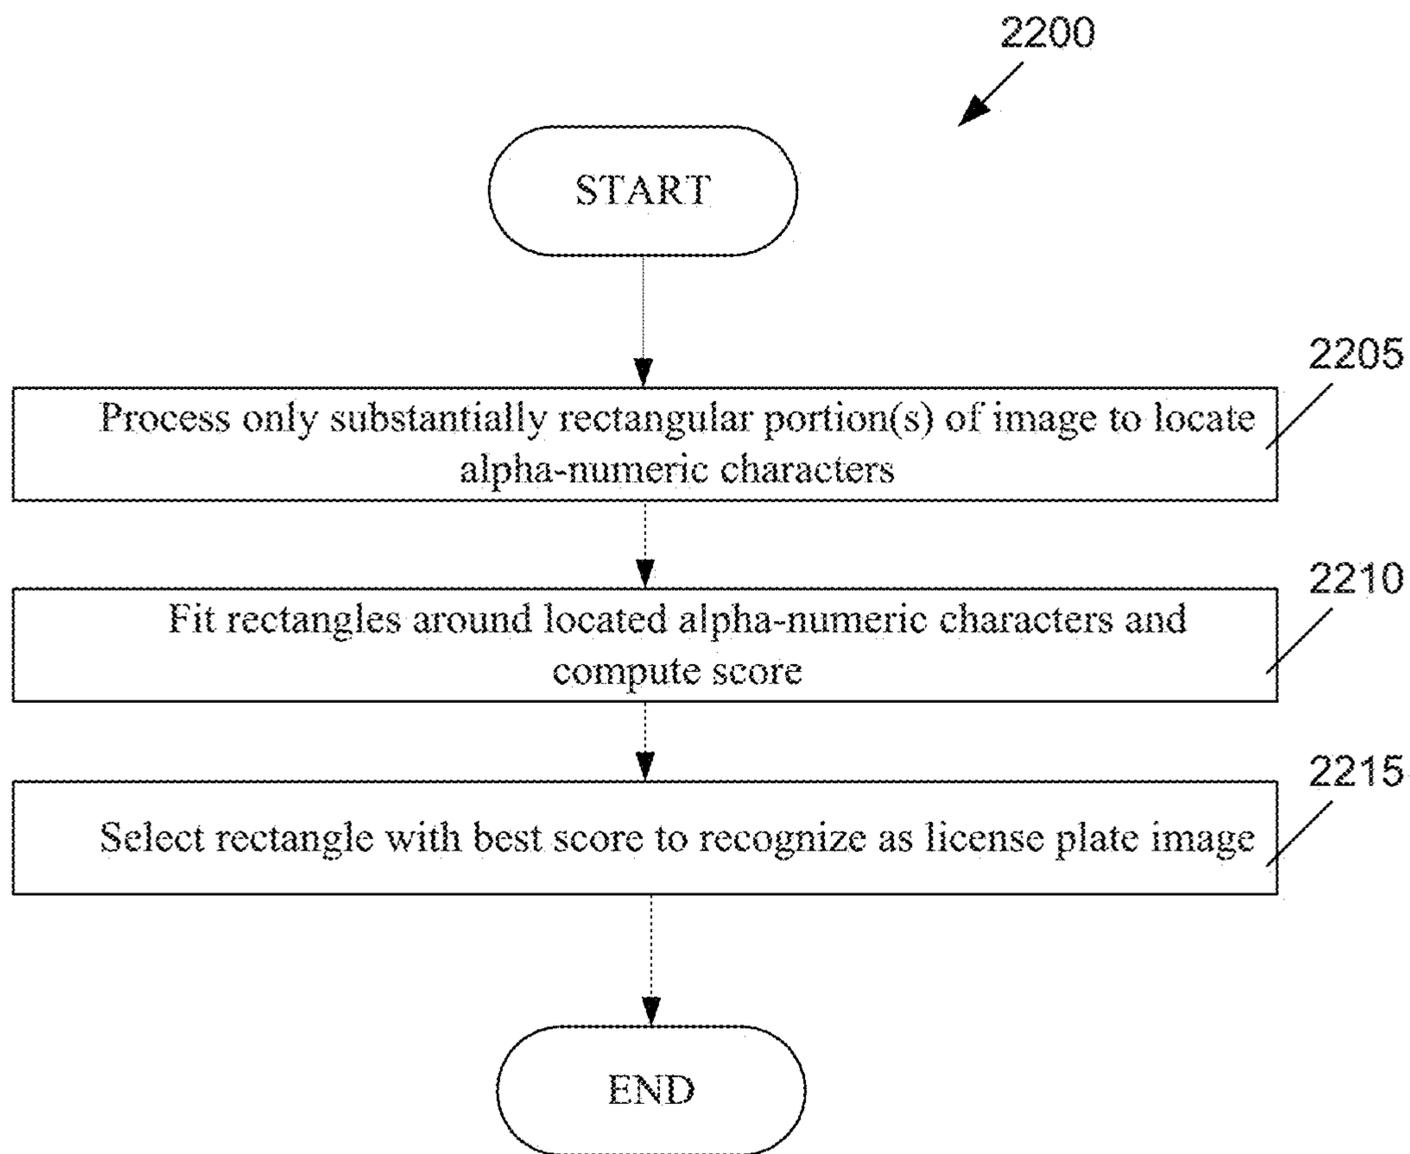 2200
START
2205
Process only substantially rectangular portion(s) of image to locate
alpha-numeric characters
2210
Fit rectangles around located alpha-numeric characters and
compute score
2215
Select rectangle with best score to recognize as license plate image
END